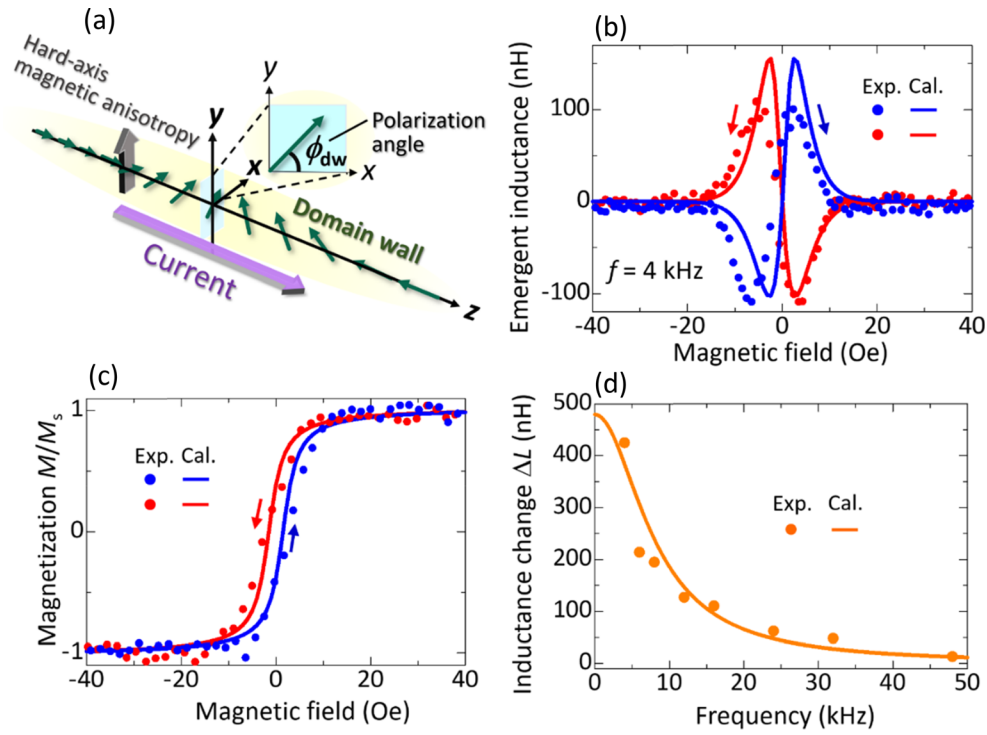 (a)
Hard-axis
magnetic anisotropy
y
y
x
x
ϕdw
Polarization
angle
Domain wall
Current
z
(b)
Emergent inductance (nH)
100
0
-100
Exp. Cal.
f = 4 kHz
-40 -20 0 20 40
Magnetic field (Oe)
(c)
Magnetization M/Ms
1
0
-1
Exp. Cal.
-40 -20 0 20 40
Magnetic field (Oe)
(d)
Inductance change ΔL (nH)
500
400
300
200
100
0
Exp. Cal.
0 10 20 30 40 50
Frequency (kHz)